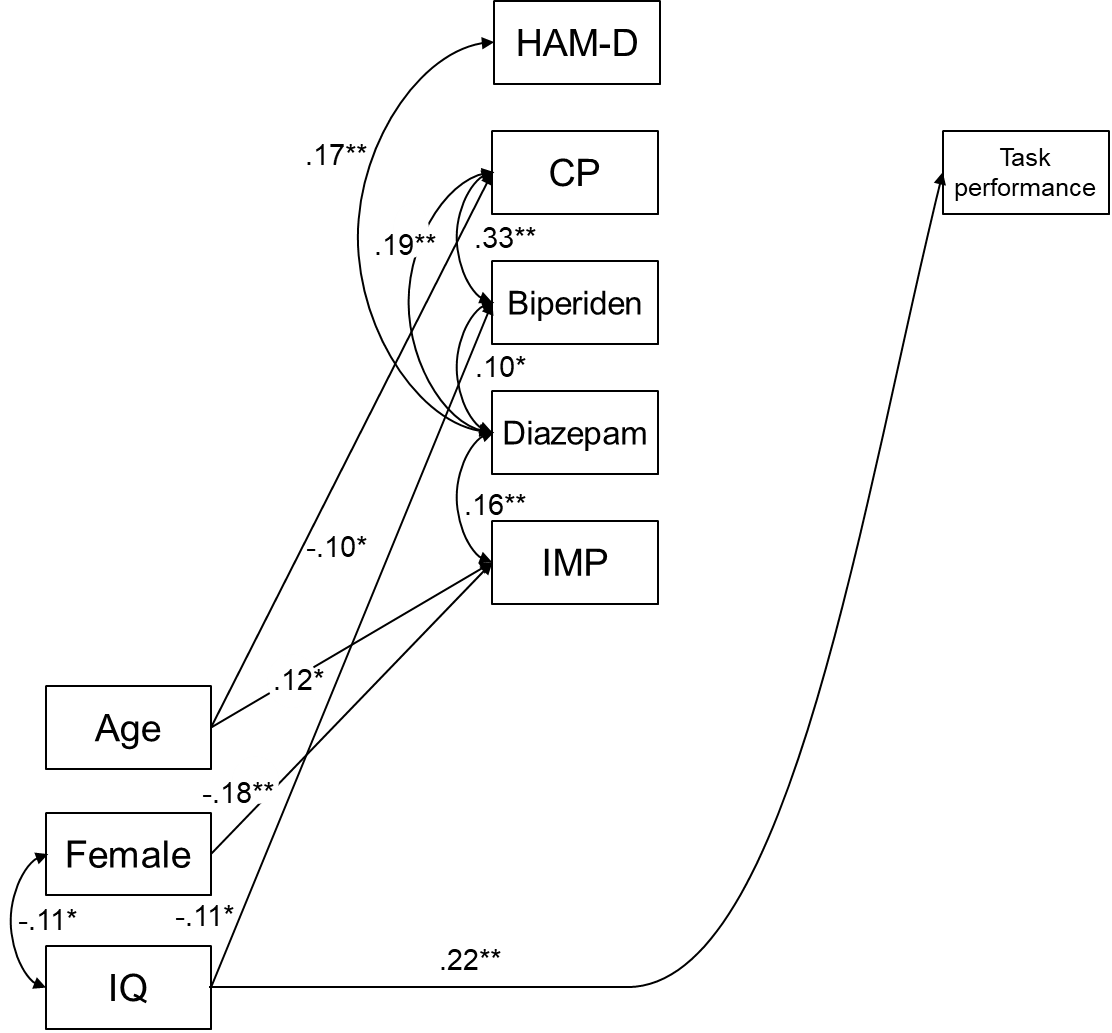 HAM-D
.17**
CP
Task
performance
.19**
.33**
Biperiden
.10*
Diazepam
.16**
-.10*
IMP
.12*
Age
-.18**
Female
-.11*
-.11*
IQ
.22**